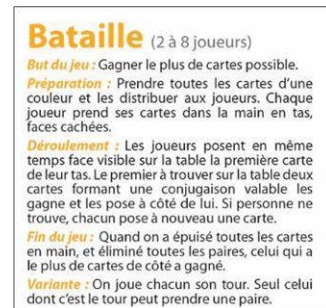 Bataille (2 à 8 joueurs)
But du jeu : Gagner le plus de cartes possible.
Préparation : Prendre toutes les cartes d'une
couleur et les distribuer aux joueurs. Chaque
joueur prend ses cartes dans la main en tas,
faces cachées.
Déroulement : Les joueurs posent en même
temps face visible sur la table la première carte
de leur tas. Le premier à trouver sur la table deux
cartes formant une conjugaison valable les
gagne et les pose à côté de lui. Si personne ne
trouve, chacun pose à nouveau une carte.
Fin du jeu : Quand on a épuisé toutes les cartes
en main, et éliminé toutes les paires, celui qui a
le plus de cartes de côté a gagné.
Variante : On joue chacun son tour. Seul celui
dont c'est le tour peut prendre une paire.